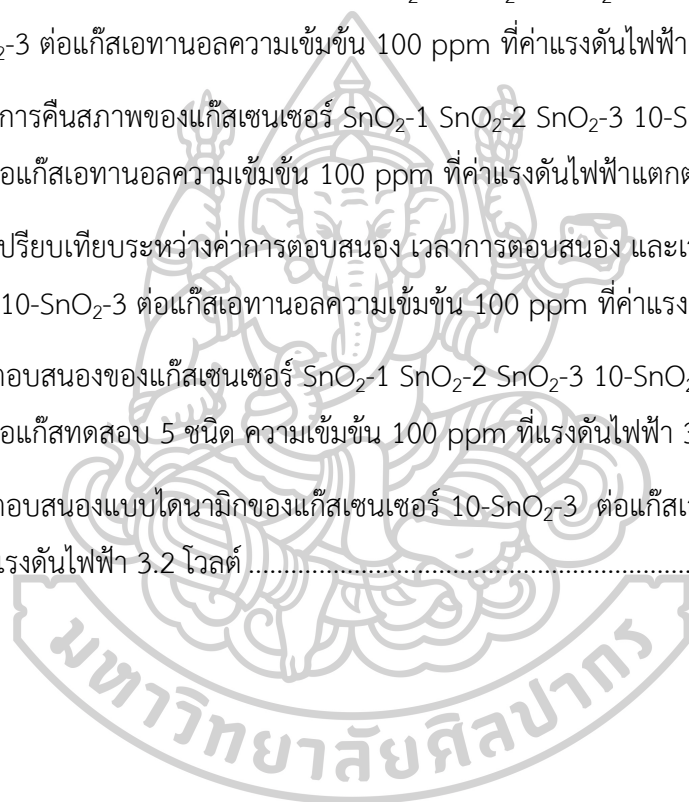 ₂-3 ต่อแก๊สเอทานอลความเข้มข้น 100 ppm ที่ค่าแรงดันไฟฟ้า
การคืนสภาพของแก๊สเซนเซอร์ SnO₂-1 SnO₂-2 SnO₂-3 10-S
อแก๊สเอทานอลความเข้มข้น 100 ppm ที่ค่าแรงดันไฟฟ้าแตกต
ปรียบเทียบระหว่างค่าการตอบสนอง เวลาการตอบสนอง และเ
10-SnO₂-3 ต่อแก๊สเอทานอลความเข้มข้น 100 ppm ที่ค่าแรง
อบสนองของแก๊สเซนเซอร์ SnO₂-1 SnO₂-2 SnO₂-3 10-SnO₂
อแก๊สทดสอบ 5 ชนิด ความเข้มข้น 100 ppm ที่แรงดันไฟฟ้า 3
อบสนองแบบไดนามิกของแก๊สเซนเซอร์ 10-SnO₂-3 ต่อแก๊สเ
แรงดันไฟฟ้า 3.2 โวลต์ ........................................................
มหาวิทยาลัยศิลปากร